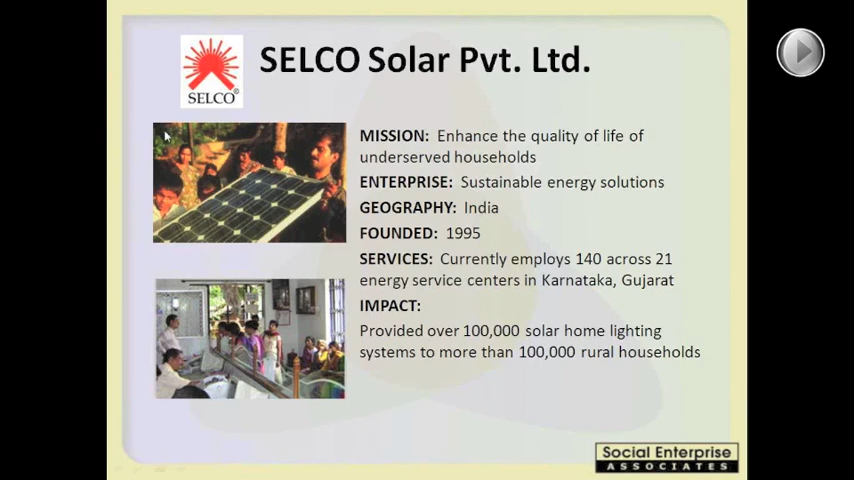 SELCO Solar Pvt. Ltd.
SELCO®
MISSION: Enhance the quality of life of
underserved households
ENTERPRISE: Sustainable energy solutions
GEOGRAPHY: India
FOUNDED: 1995
SERVICES: Currently employs 140 across 21
energy service centers in Karnataka, Gujarat
IMPACT:
Provided over 100,000 solar home lighting
systems to more than 100,000 rural households
Social Enterprise
ASSOCIATES